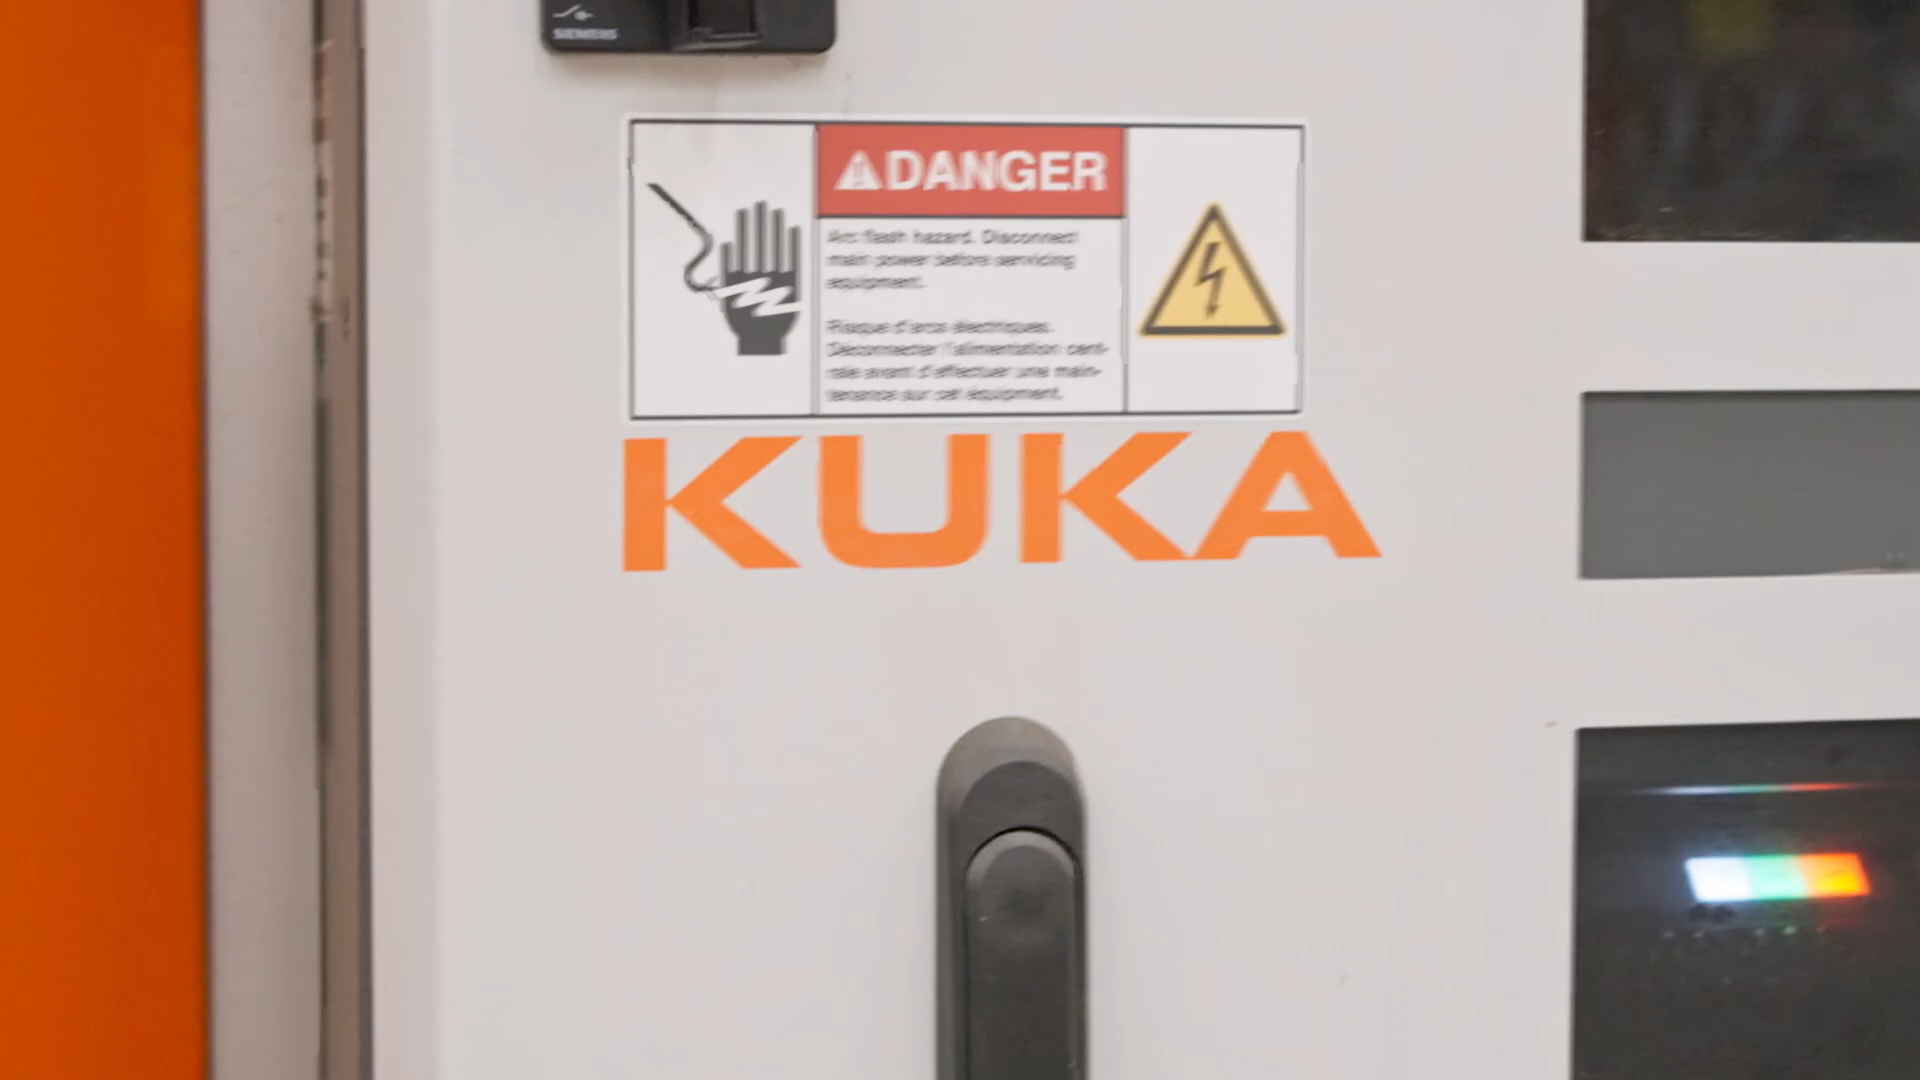 SIEMENS
DANGER
Arc flash hazard. Disconnect
main power before servicing
equipment.
Risque d'arcs électriques.
Déconnecter l'alimentation cent-
rale avant d'effectuer une main-
tenance sur cet équipment.
KUKA